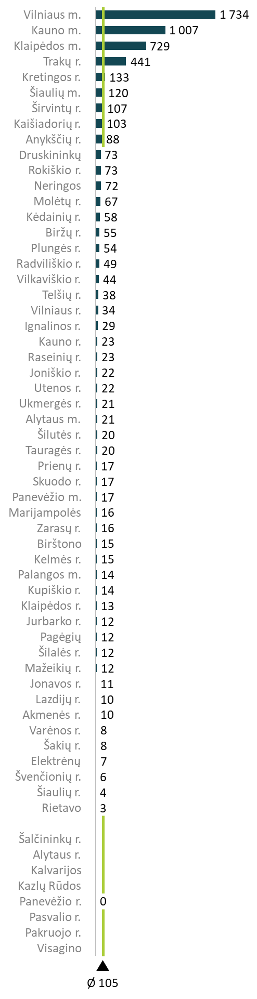 Vilniaus m. 1 734
Kauno m. 1 007
Klaipėdos m. 729
Trakų r. 441
Kretingos r. 133
Šiaulių m. 120
Širvintų r. 107
Kaišiadorių r. 103
Anykščių r. 88
Druskininkų 73
Rokiškio r. 73
Neringos 72
Molėtų r. 67
Kėdainių r. 58
Biržų r. 55
Plungės r. 54
Radviliškio r. 49
Vilkaviškio r. 44
Telšių r. 38
Vilniaus r. 34
Ignalinos r. 29
Kauno r. 23
Raseinių r. 23
Joniškio r. 22
Utenos r. 22
Ukmergės r. 21
Alytaus m. 21
Šilutės r. 20
Tauragės r. 20
Prienų r. 17
Skuodo r. 17
Panevėžio m. 17
Marijampolės 16
Zarasų r. 16
Birštono 15
Kelmės r. 15
Palangos m. 14
Kupiškio r. 14
Klaipėdos r. 13
Jurbarko r. 12
Pagėgių 12
Šilalės r. 12
Mažeikių r. 12
Jonavos r. 11
Lazdijų r. 10
Akmenės r. 10
Varėnos r. 8
Šakių r. 8
Elektrėnų 7
Švenčionių r. 6
Šiaulių r. 4
Rietavo 3
Šalčininkų r.
Alytaus r.
Kalvarijos
Kazlų Rūdos
Panevėžio r. 0
Pasvalio r.
Pakruojo r.
Visagino
Ø 105